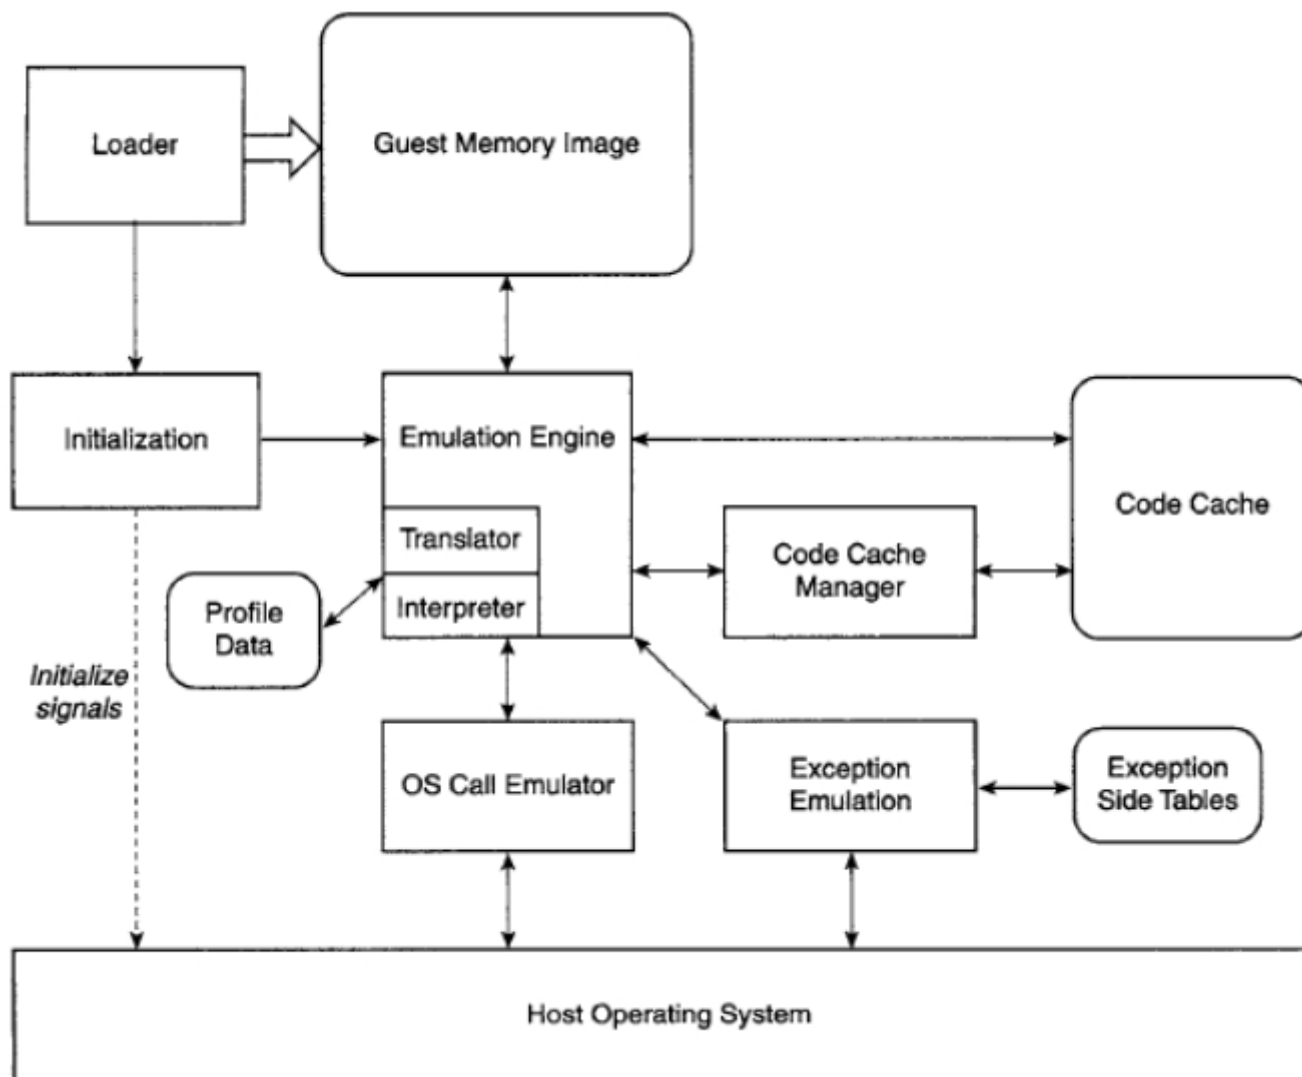 Loader
Guest Memory Image
Initialization
Emulation Engine
Translator
Interpreter
Code Cache
Manager
Code Cache
Profile
Data
Initialize
signals
OS Call Emulator
Exception
Emulation
Exception
Side Tables
Host Operating System